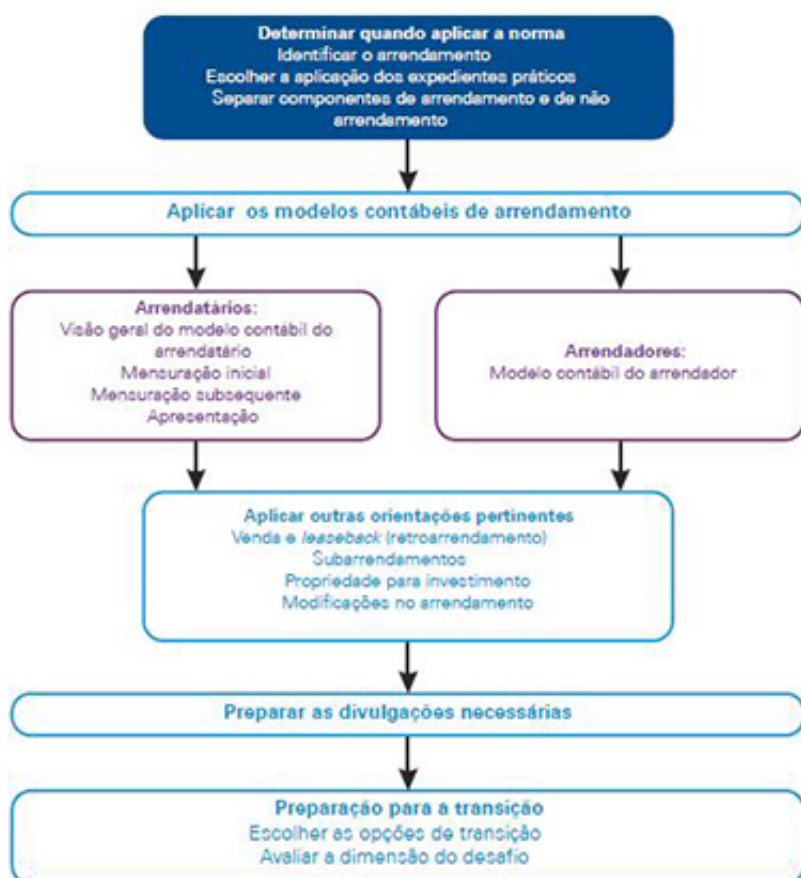 Determinar quando aplicar a norma
Identificar o arrendamento
Escolher a aplicação dos expedientes práticos
Separar componentes de arrendamento e de não
arrendamento
Aplicar os modelos contábeis de arrendamento
Arrendatários:
Visão geral do modelo contábil do
arrendatário
Mensuração inicial
Mensuração subsequente
Apresentação
Arrendadores:
Modelo contábil do arrendador
Aplicar outras orientações pertinentes
Venda e leaseback (retroarrendamento)
Subarrendamentos
Propriedade para investimento
Modificações no arrendamento
Preparar as divulgações necessárias
Preparação para a transição
Escolher as opções de transição
Avaliar a dimensão do desafio